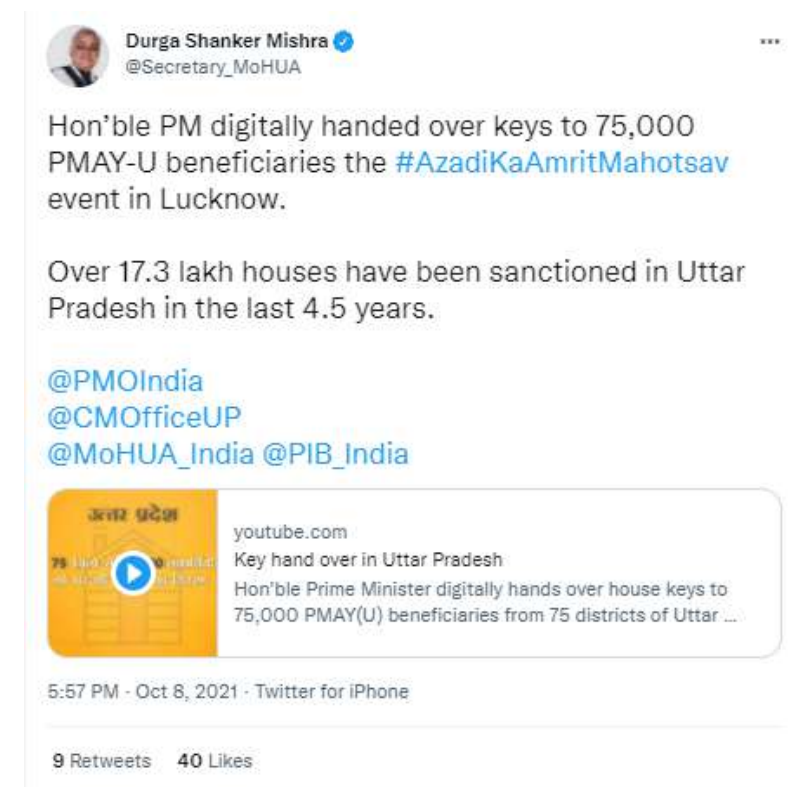 Durga Shanker Mishra
@Secretary_MoHUA
Hon'ble PM digitally handed over keys to 75,000
PMAY-U beneficiaries the #AzadiKaAmritMahotsav
event in Lucknow.
Over 17.3 lakh houses have been sanctioned in Uttar
Pradesh in the last 4.5 years.
@PMOIndia
@CMOfficeUP
@MoHUA_India @PIB_India
उत्तर प्रदेश
75
youtube.com
Key hand over in Uttar Pradesh
Hon'ble Prime Minister digitally hands over house keys to
75,000 PMAY(U) beneficiaries from 75 districts of Uttar ...
5:57 PM · Oct 8, 2021 · Twitter for iPhone
9 Retweets 40 Likes